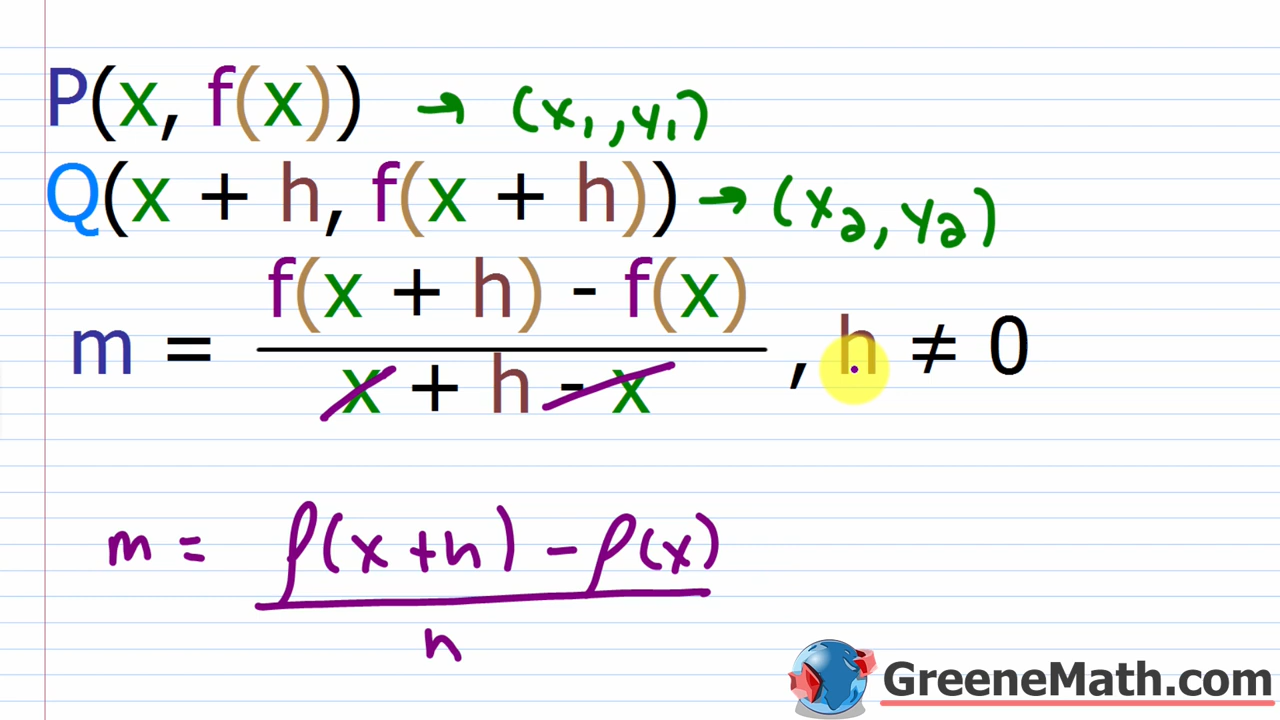 P(x, f(x)) → (x₁, y₁)
Q(x + h, f(x + h)) → (x₂, y₂)
m = (f(x + h) - f(x)) / (x + h - x), h ≠ 0
m = (f(x + h) - f(x)) / h
GreeneMath.com